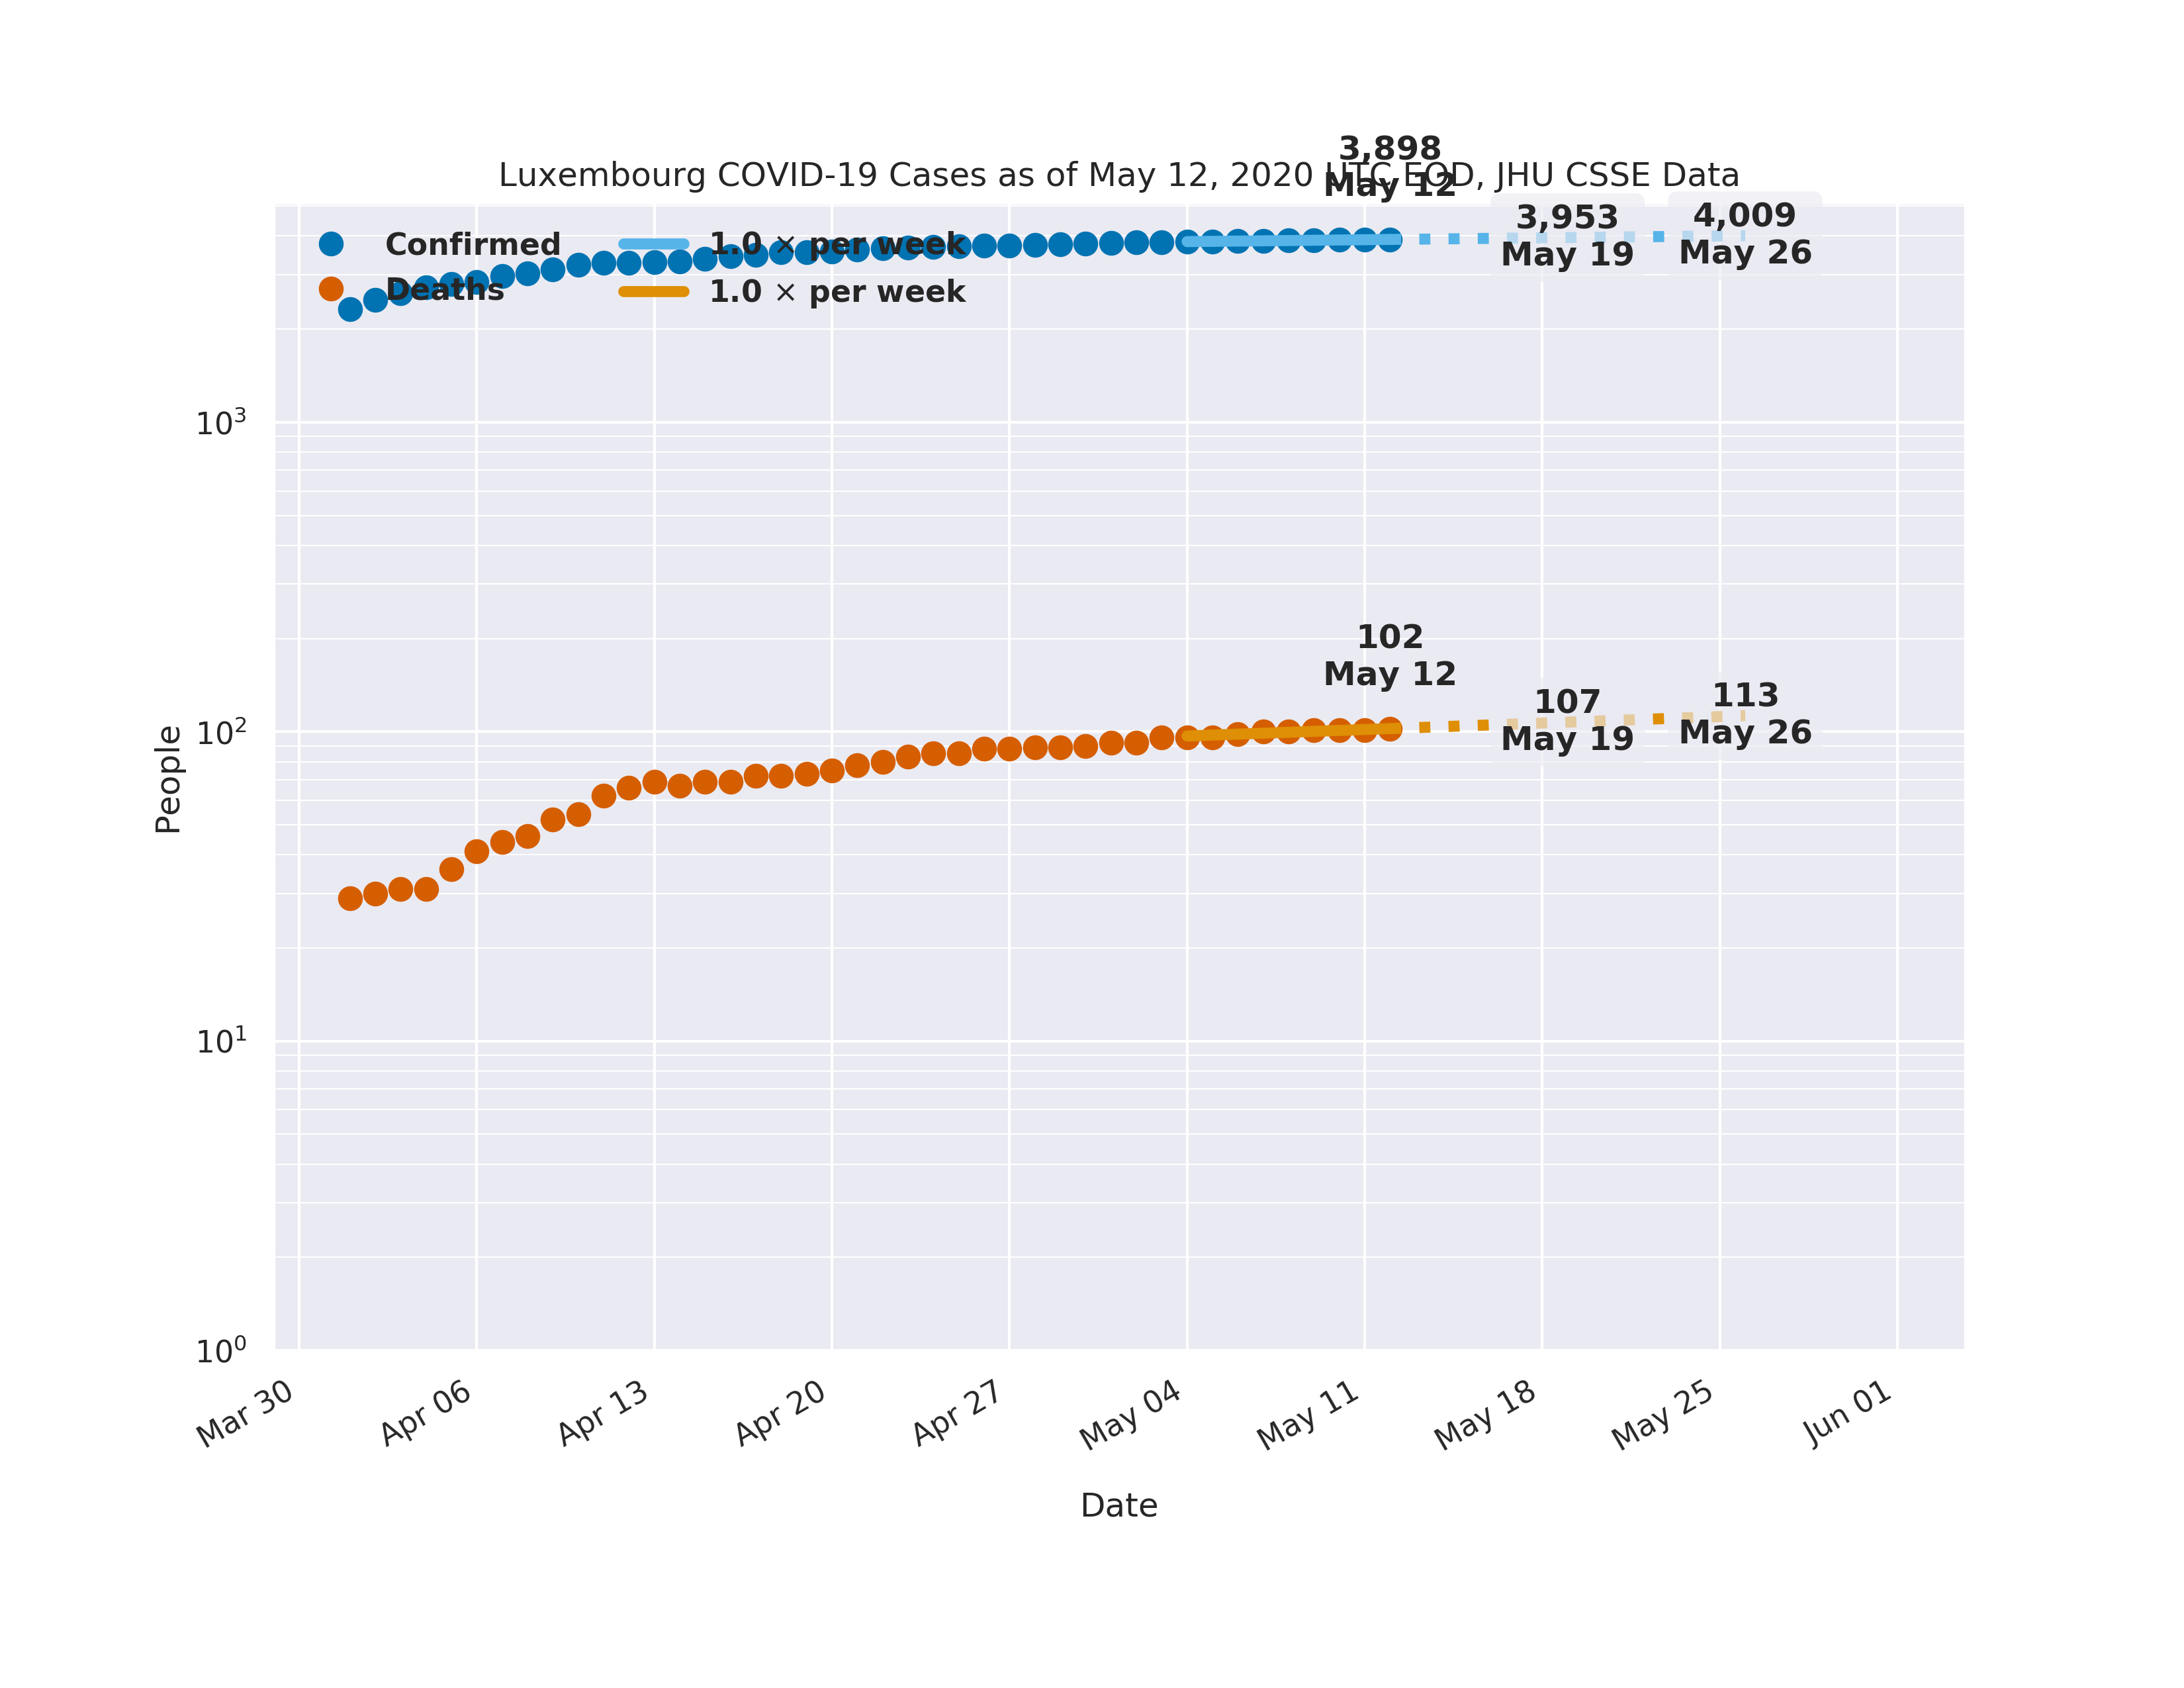 3,898
May 12
Luxembourg COVID-19 Cases as of May 12, 2020 UTC EOD, JHU CSSE Data
3,953
May 19
4,009
May 26
Confirmed
Deaths
1.0 × per week
1.0 × per week
10³
102
May 12
107
May 19
113
May 26
10²
People
10¹
10⁰
Mar 30
Apr 06
Apr 13
Apr 20
Apr 27
May 04
May 11
May 18
May 25
Jun 01
Date